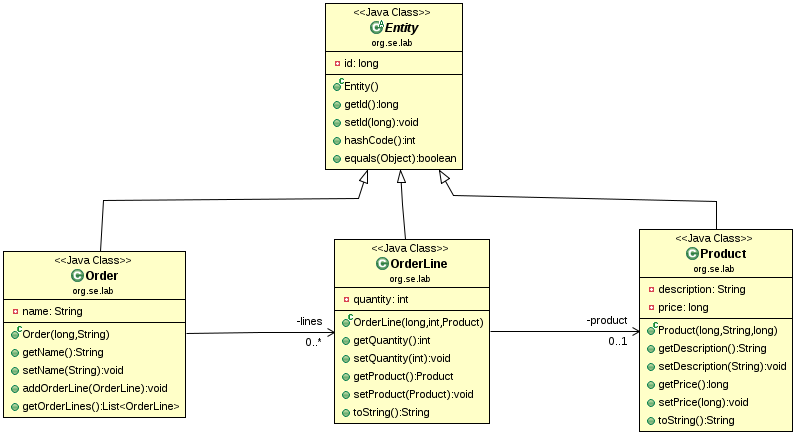 <<Java Class>>
Entity
org.se.lab
id: long
Entity()
getId():long
setId(long):void
hashCode():int
equals(Object):boolean
<<Java Class>>
Order
org.se.lab
name: String
Order(long,String)
getName():String
setName(String):void
addOrderLine(OrderLine):void
getOrderLines():List<OrderLine>
-lines
0..*
<<Java Class>>
OrderLine
org.se.lab
quantity: int
OrderLine(long,int,Product)
getQuantity():int
setQuantity(int):void
getProduct():Product
setProduct(Product):void
toString():String
-product
0..1
<<Java Class>>
Product
org.se.lab
description: String
price: long
Product(long,String,long)
getDescription():String
setDescription(String):void
getPrice():long
setPrice(long):void
toString():String